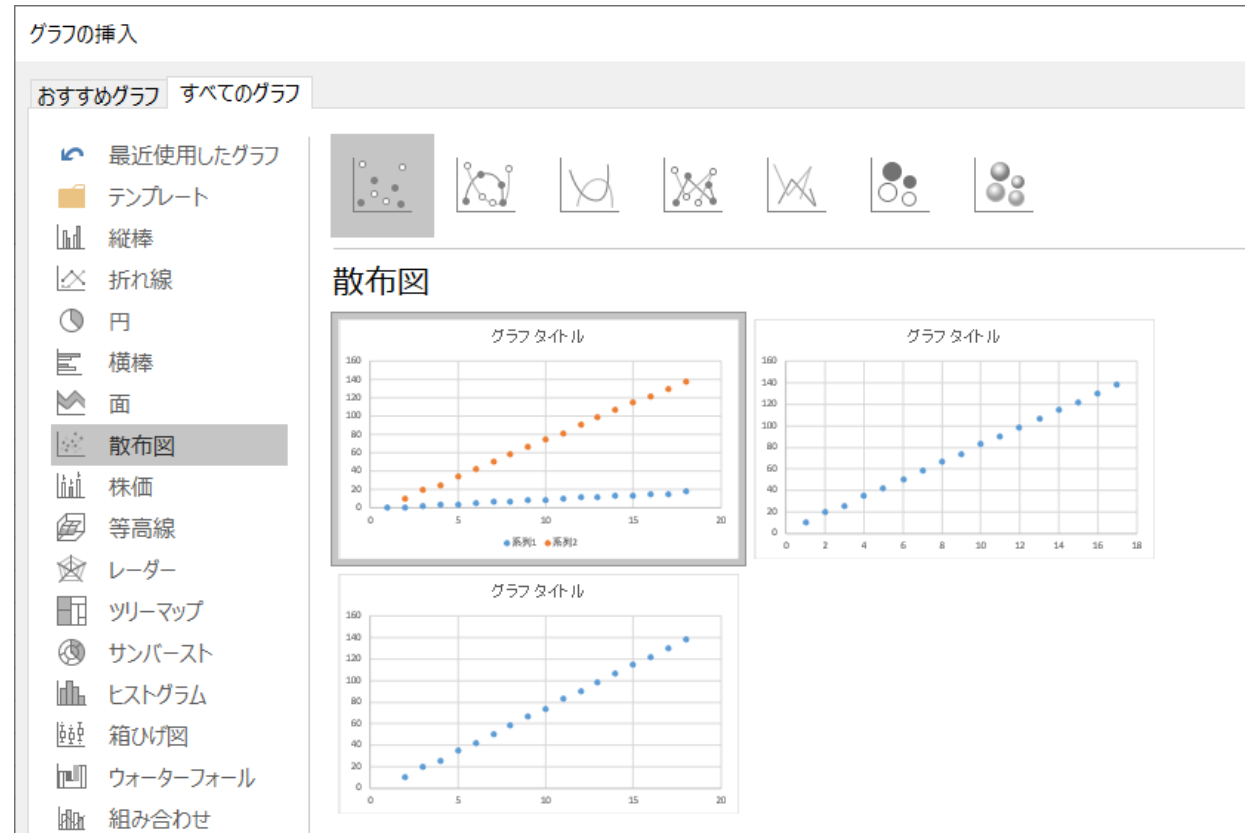 グラフの挿入
おすすめグラフ すべてのグラフ
最近使用したグラフ
テンプレート
縦棒
折れ線
円
横棒
面
散布図
株価
等高線
レーダー
ツリーマップ
サンバースト
ヒストグラム
箱ひげ図
ウォーターフォール
組み合わせ
散布図
グラフ タイトル
160
140
120
100
80
60
40
20
0
0 5 10 15 20
系列1 系列2
グラフ タイトル
160
140
120
100
80
60
40
20
0
0 2 4 6 8 10 12 14 16 18
グラフ タイトル
160
140
120
100
80
60
40
20
0
0 5 10 15 20